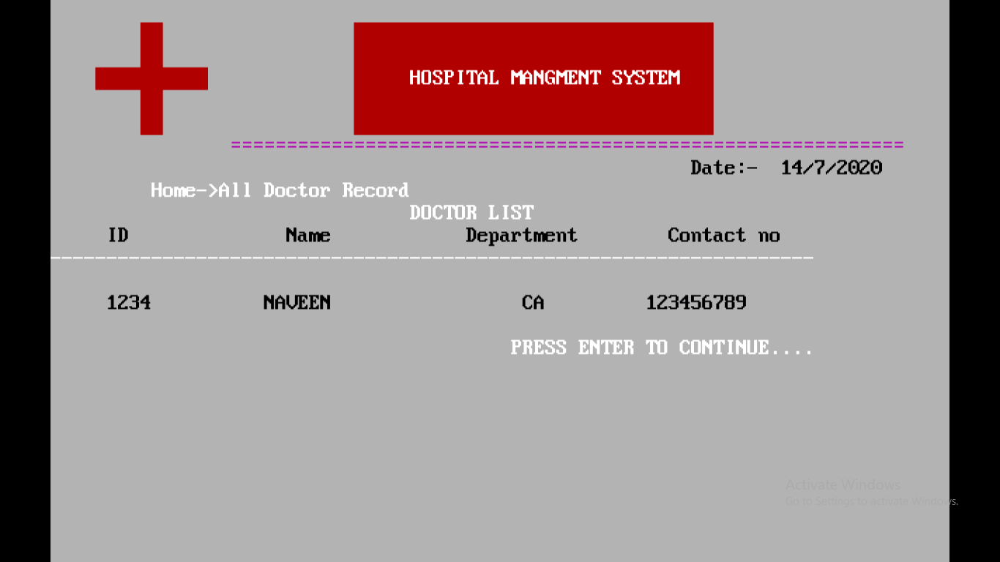 HOSPITAL MANGMENT SYSTEM
============================================================
Date:- 14/7/2020
Home->All Doctor Record
DOCTOR LIST
ID Name Department Contact no
--------------------------------------------------------------------
1234 NAVEEN CA 123456789
PRESS ENTER TO CONTINUE....
Activate Windows
Go to Settings to activate Windows.